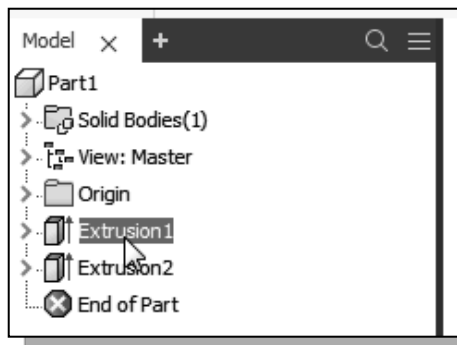 Model
Part1
Solid Bodies(1)
View: Master
Origin
Extrusion1
Extrusion2
End of Part